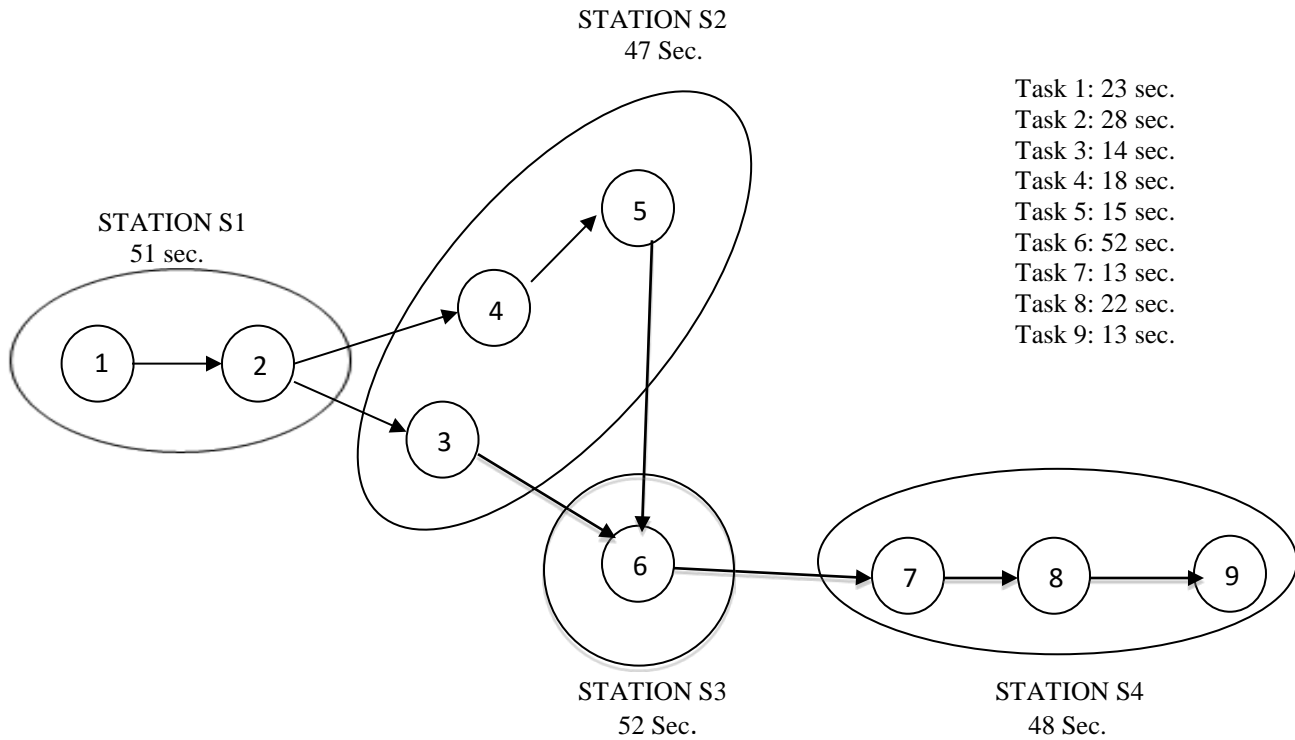 STATION S2
47 Sec.
Task 1: 23 sec.
Task 2: 28 sec.
Task 3: 14 sec.
Task 4: 18 sec.
Task 5: 15 sec.
Task 6: 52 sec.
Task 7: 13 sec.
Task 8: 22 sec.
Task 9: 13 sec.
STATION S1
51 sec.
5
4
1
2
3
6
7
8
9
STATION S3
52 Sec.
STATION S4
48 Sec.